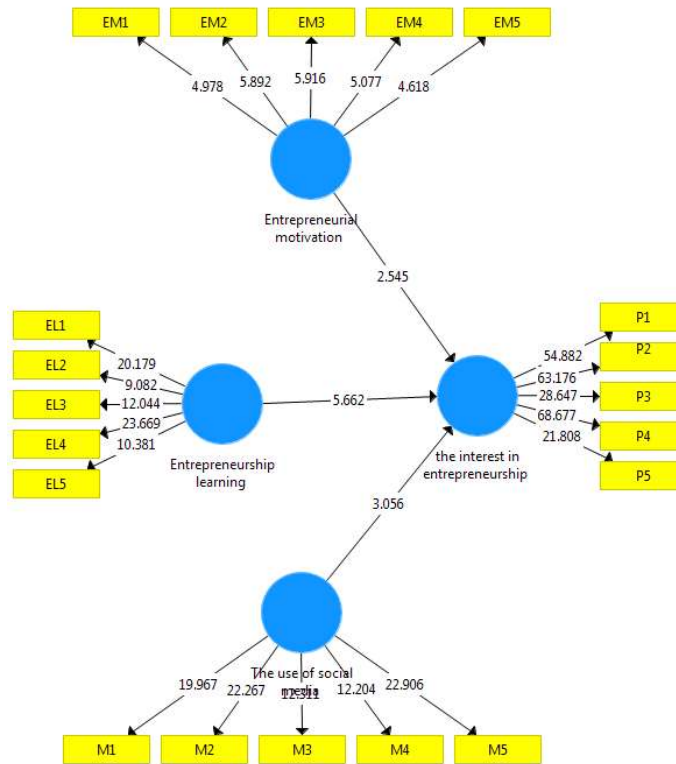 EM1 EM2 EM3 EM4 EM5
4.978 5.892 5.916 5.077 4.618
Entrepreneurial
motivation
2.545
EL1
EL2
EL3
EL4
EL5
20.179
9.082
12.044
23.669
10.381
Entrepreneurship
learning
5.662
the interest in
entrepreneurship
54.882
63.176
28.647
68.677
21.808
P1
P2
P3
P4
P5
3.056
The use of social
media
19.967 22.267 12.311 12.204 22.906
M1 M2 M3 M4 M5